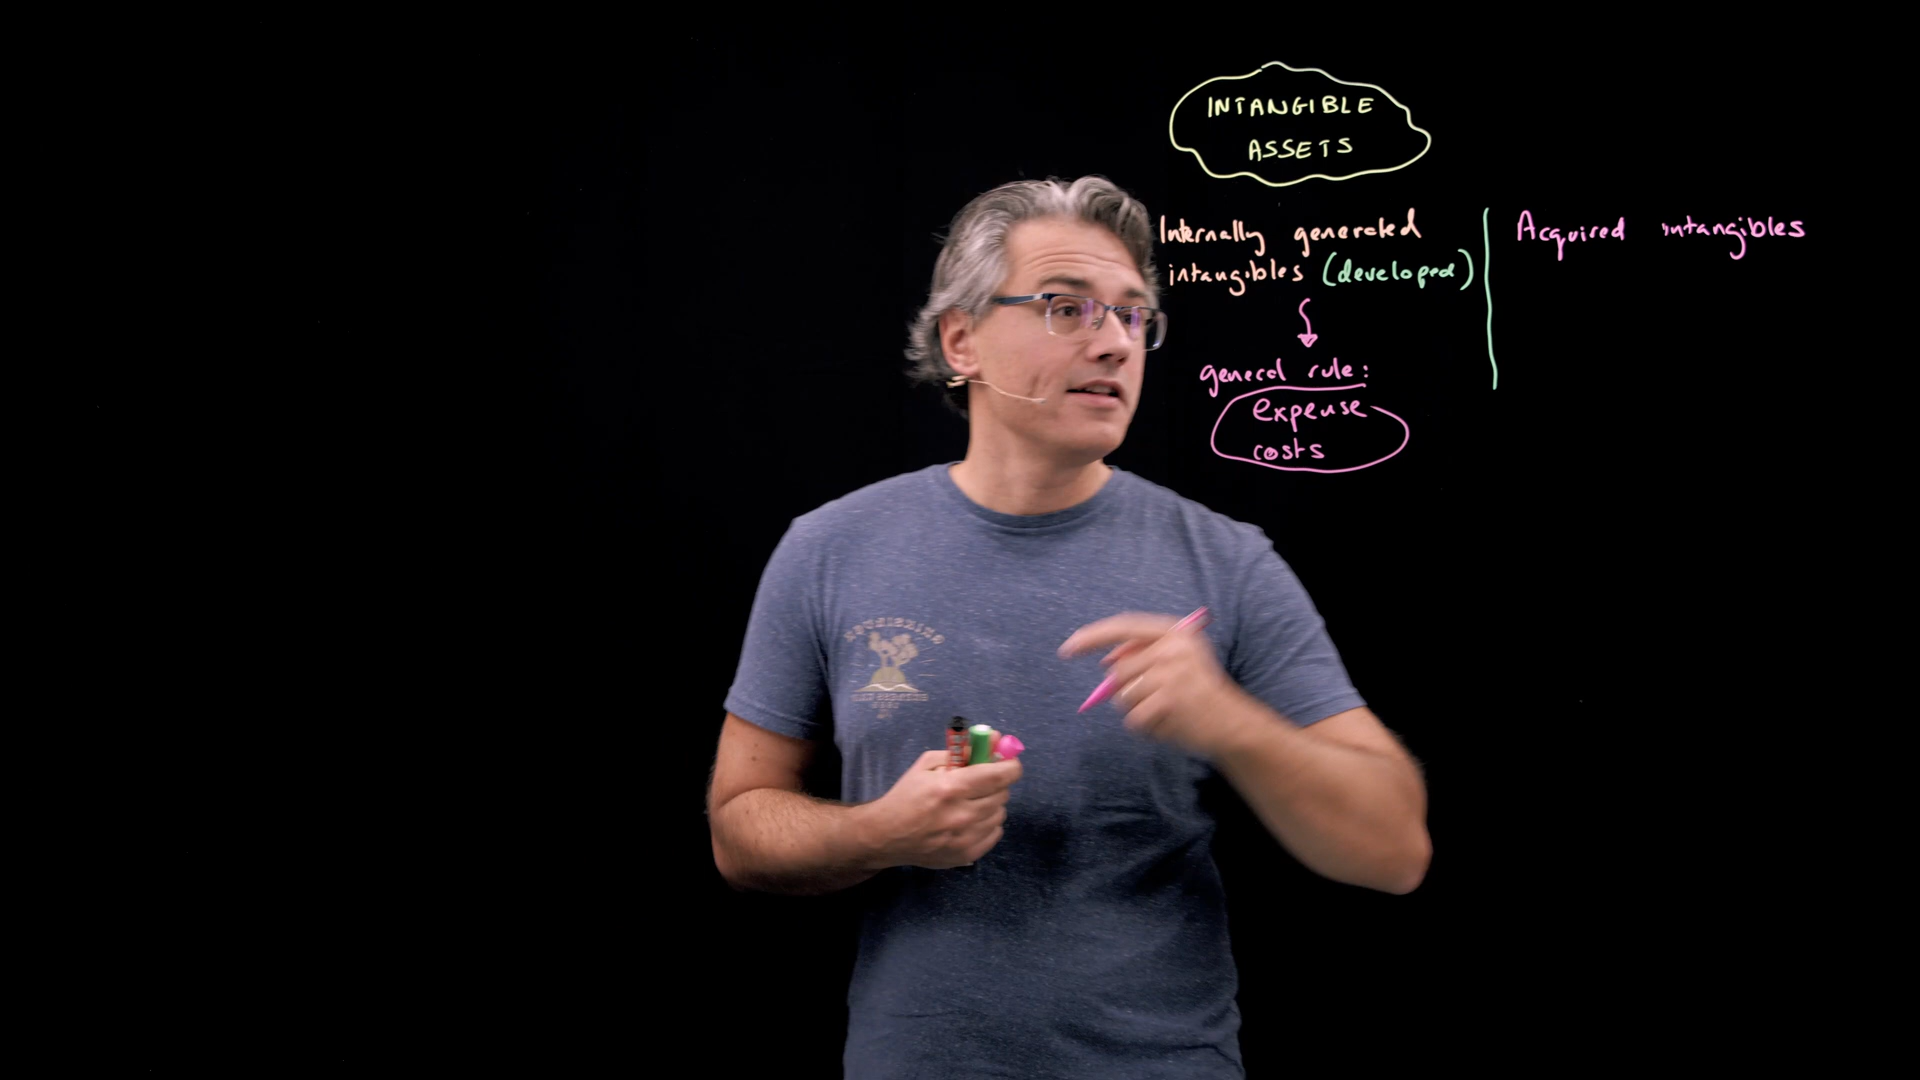 INTANGIBLE
ASSETS
Internally generated
intangibles (developed)
Acquired intangibles
general rule:
expense
costs